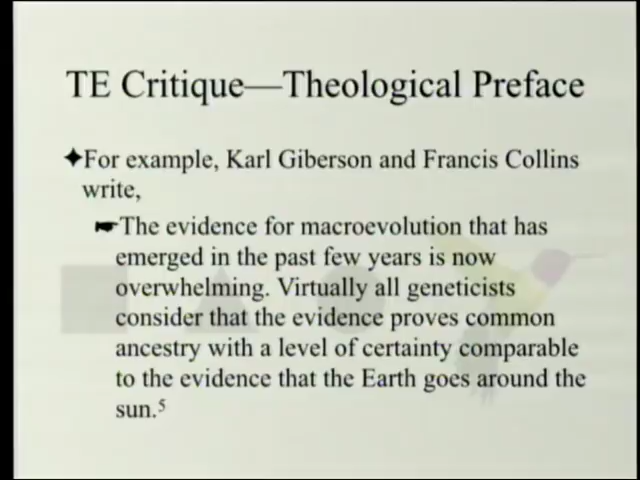 TE Critique—Theological Preface
✦For example, Karl Giberson and Francis Collins
write,
☛The evidence for macroevolution that has
emerged in the past few years is now
overwhelming. Virtually all geneticists
consider that the evidence proves common
ancestry with a level of certainty comparable
to the evidence that the Earth goes around the
sun.⁵